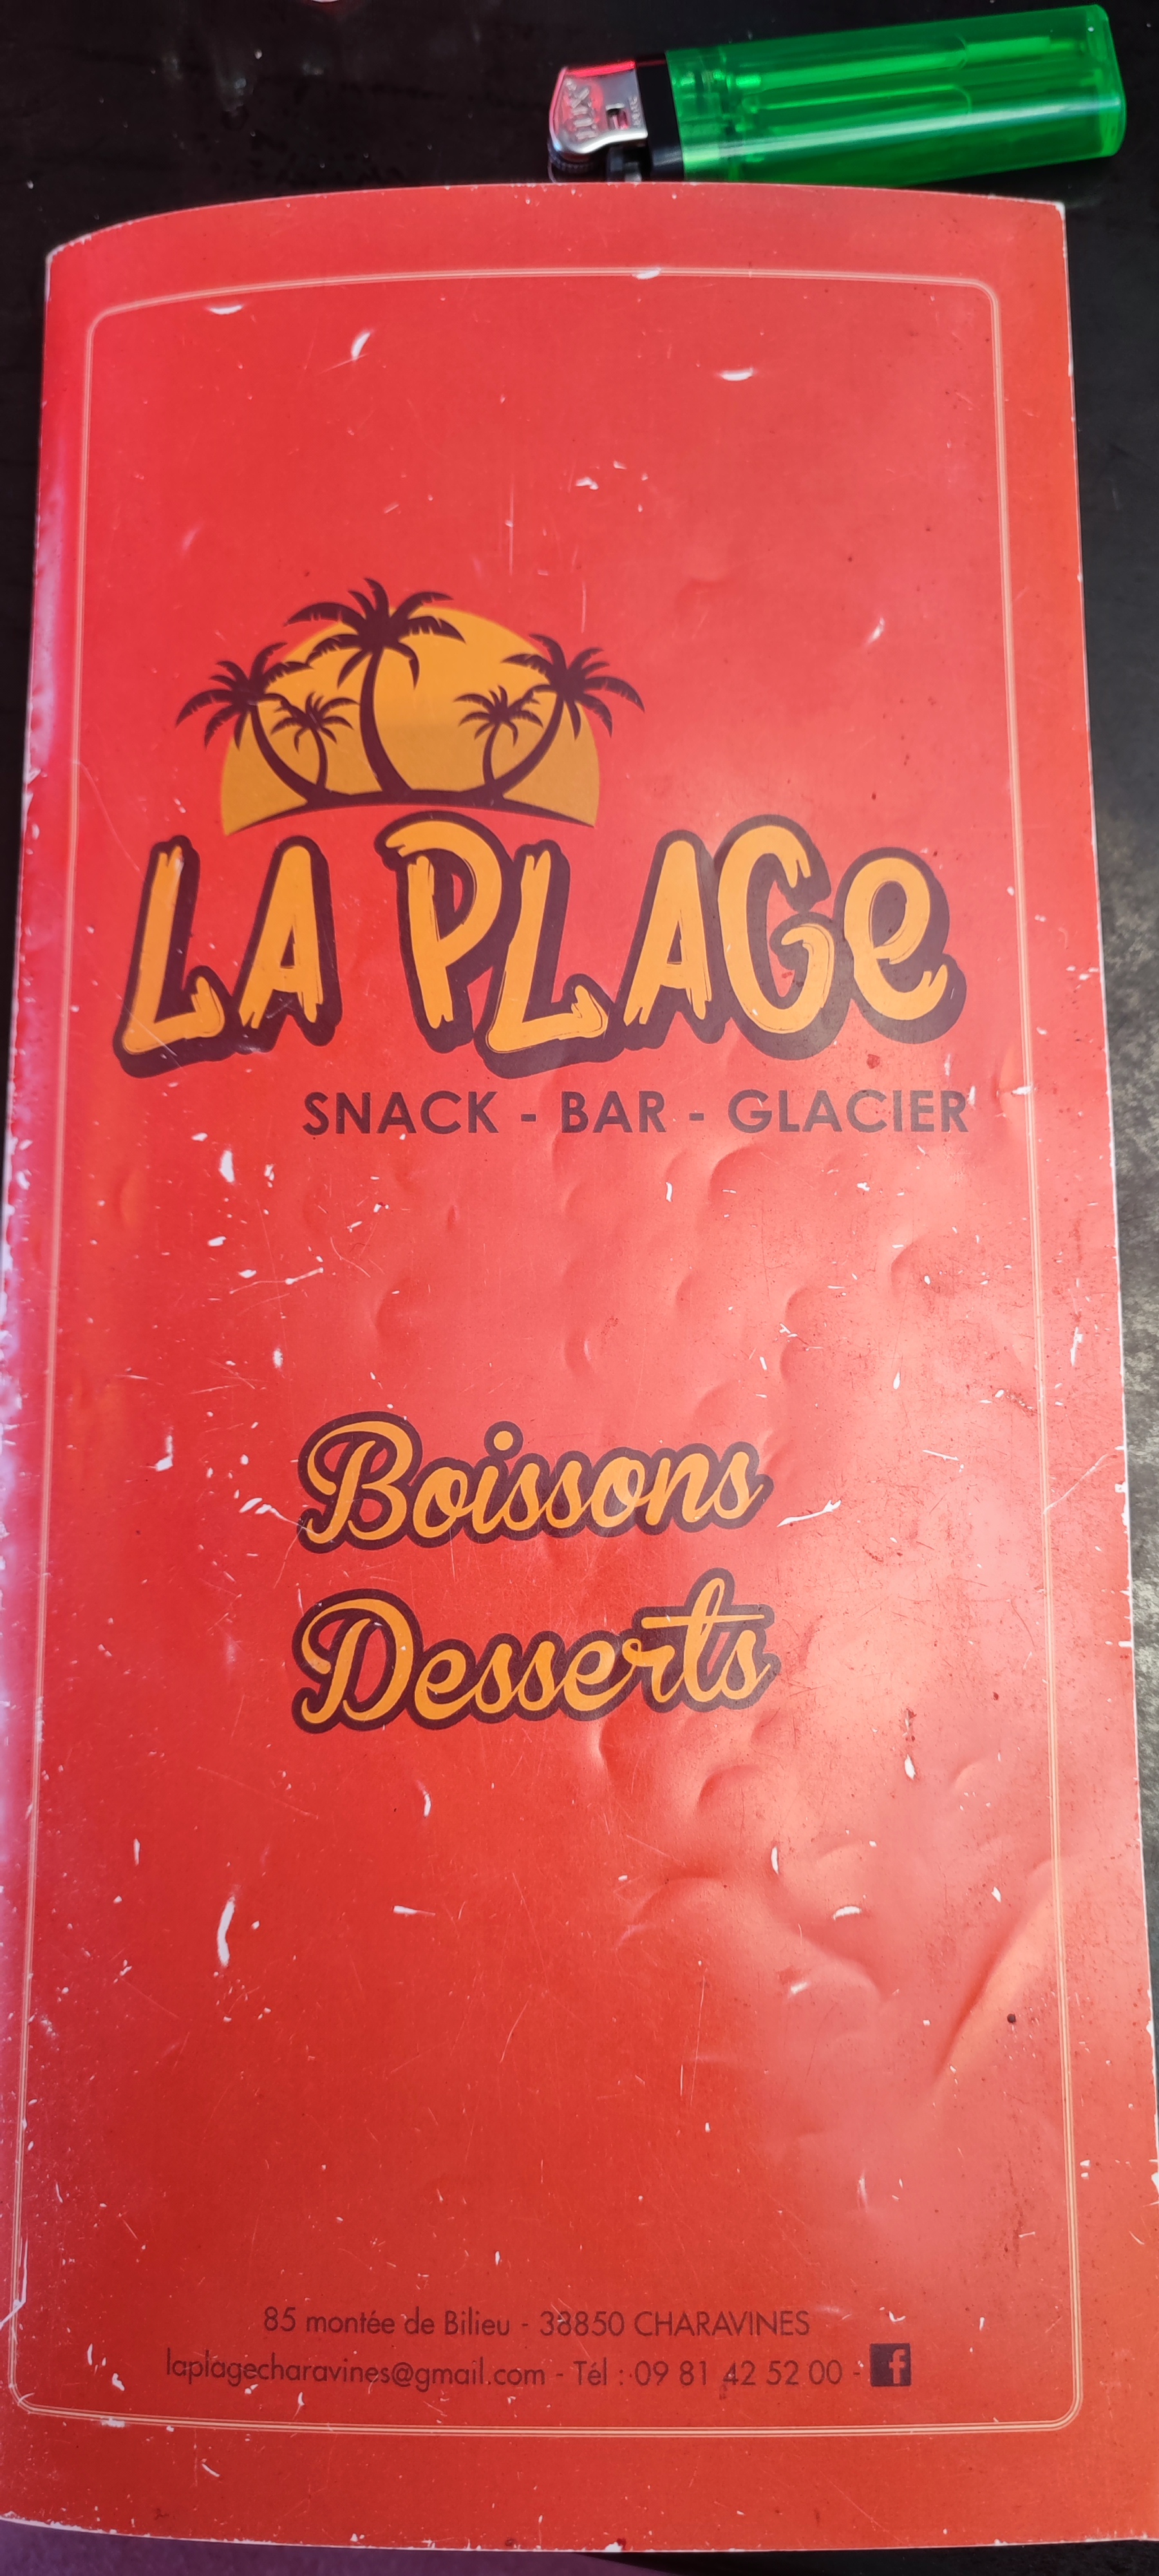 LA PLAGe
SNACK - BAR - GLACIER
Boissons
Desserts
85 montée de Bilieu - 38850 CHARAVINES
laplagecharavines@gmail.com - Tél : 09 81 42 52 00 - f